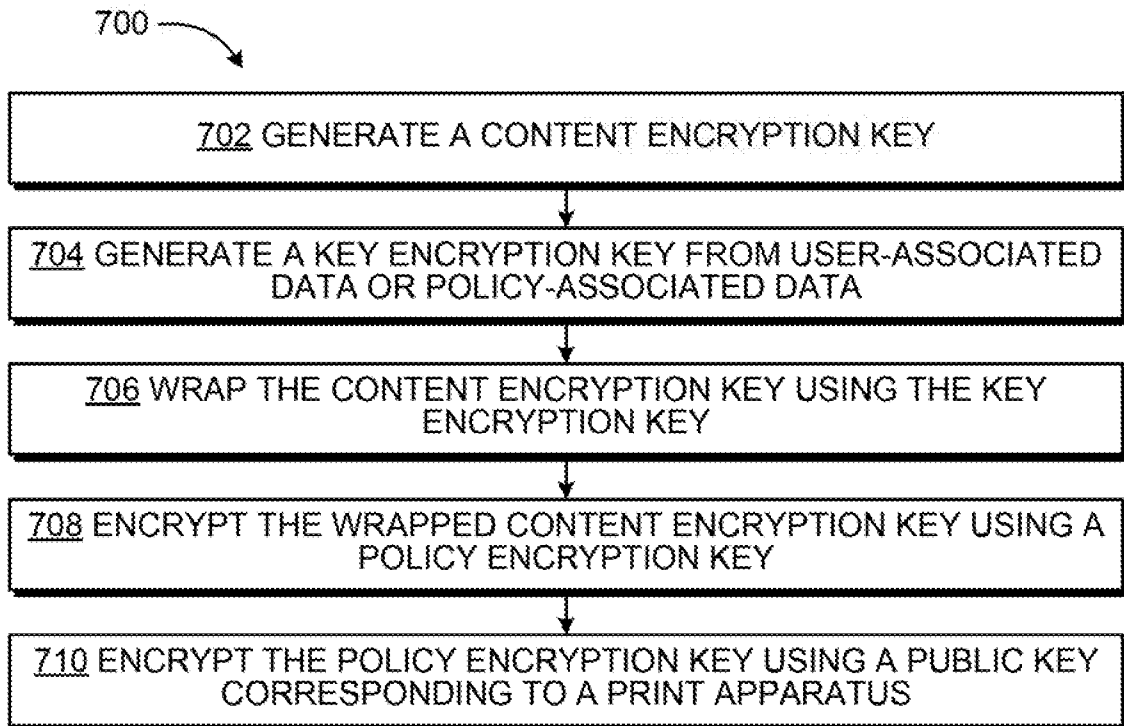 700
702 GENERATE A CONTENT ENCRYPTION KEY
704 GENERATE A KEY ENCRYPTION KEY FROM USER-ASSOCIATED
DATA OR POLICY-ASSOCIATED DATA
706 WRAP THE CONTENT ENCRYPTION KEY USING THE KEY
ENCRYPTION KEY
708 ENCRYPT THE WRAPPED CONTENT ENCRYPTION KEY USING A
POLICY ENCRYPTION KEY
710 ENCRYPT THE POLICY ENCRYPTION KEY USING A PUBLIC KEY
CORRESPONDING TO A PRINT APPARATUS